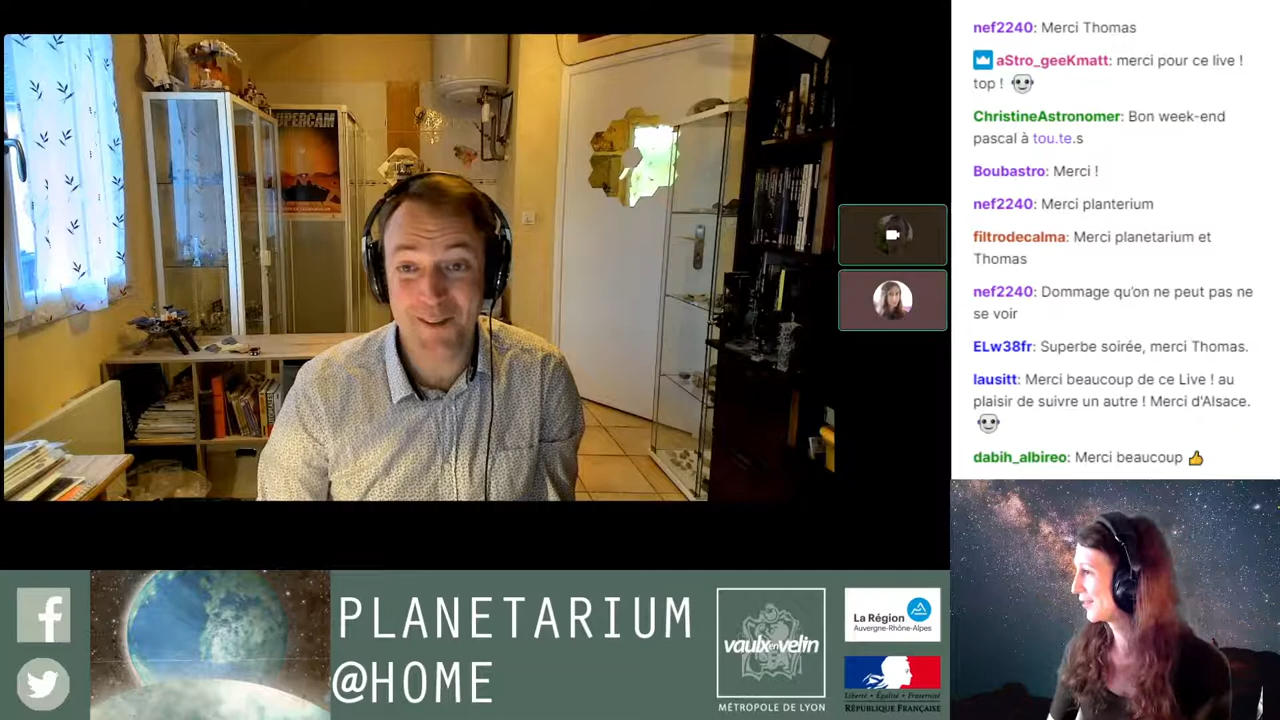 SUPERCAM
nef2240: Merci Thomas
aStro_geeKmatt: merci pour ce live !
top !
ChristineAstronomer: Bon week-end
pascal à tou.te.s
Boubastro: Merci !
nef2240: Merci planterium
filtrodecalma: Merci planetarium et
Thomas
nef2240: Dommage qu'on ne peut pas ne
se voir
ELw38fr: Superbe soirée, merci Thomas.
lausitt: Merci beaucoup de ce Live ! au
plaisir de suivre un autre ! Merci d'Alsace.
dabih_albireo: Merci beaucoup 👍
PLANETARIUM
@HOME
vaulx en velin
MÉTROPOLE DE LYON
La Région
Auvergne-Rhône-Alpes
Liberté • Égalité • Fraternité
RÉPUBLIQUE FRANÇAISE